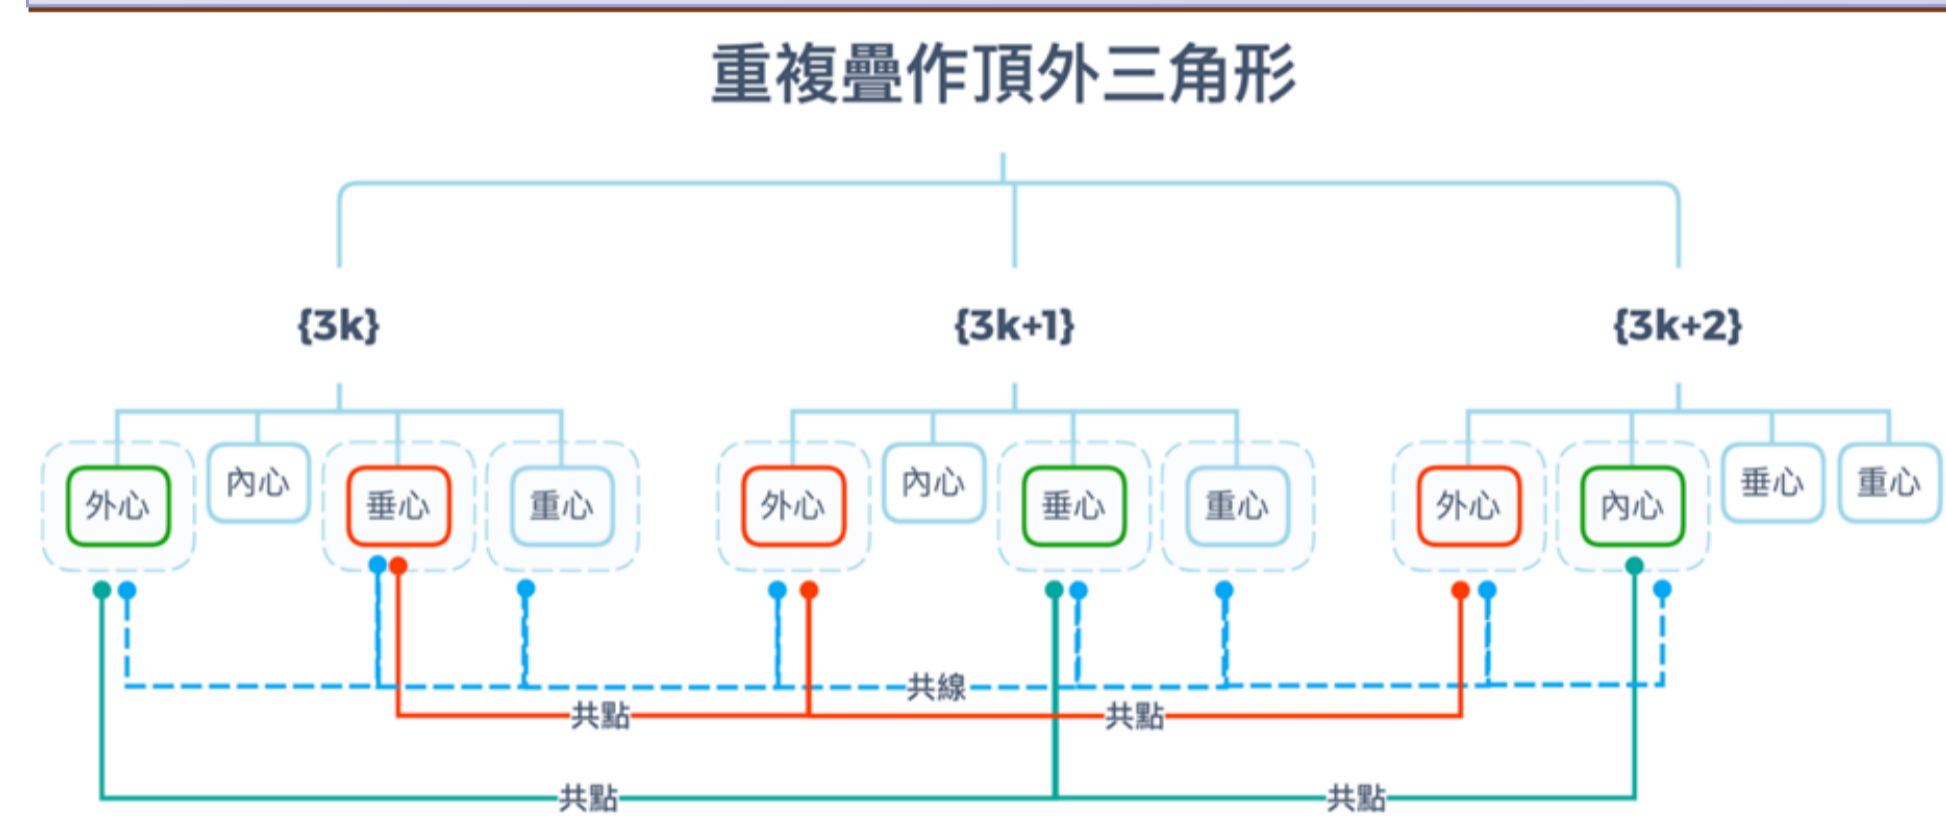 重複疊作頂外三角形
{3k} {3k+1} {3k+2}
外心 內心 垂心 重心 外心 內心 垂心 重心 外心 內心 垂心 重心
共線
共點 共點
共點 共點